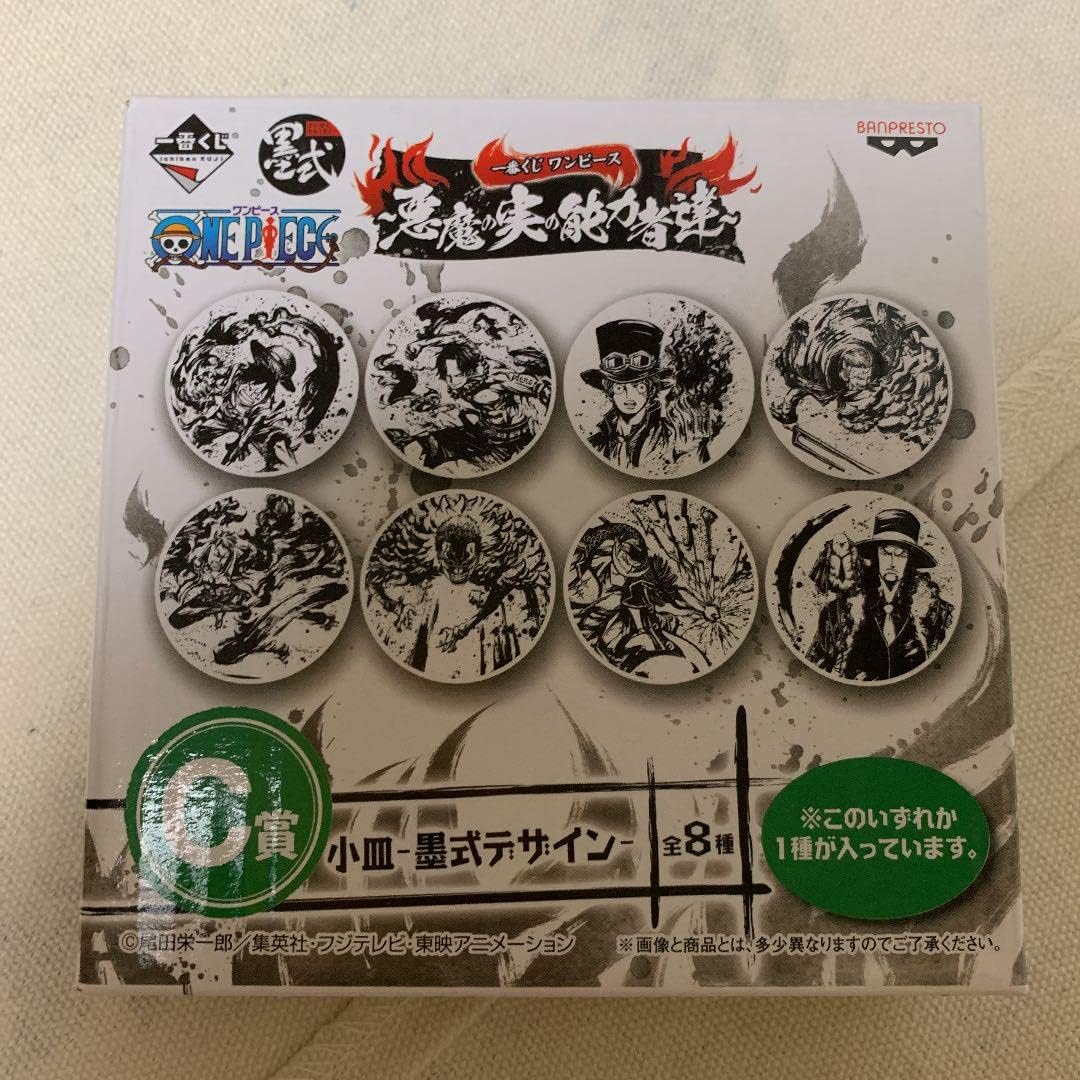 一番くじ
Ichiban KUJI
墨式
ワンピース
ONE PIECE
一番くじ ワンピース
~悪魔の実の能力者達~
BANPRESTO
C賞
小皿-墨式デザイン-
全8種
※このいずれか
1種が入っています。
©尾田栄一郎/集英社・フジテレビ・東映アニメーション
※画像と商品とは、多少異なりますのでご了承ください。